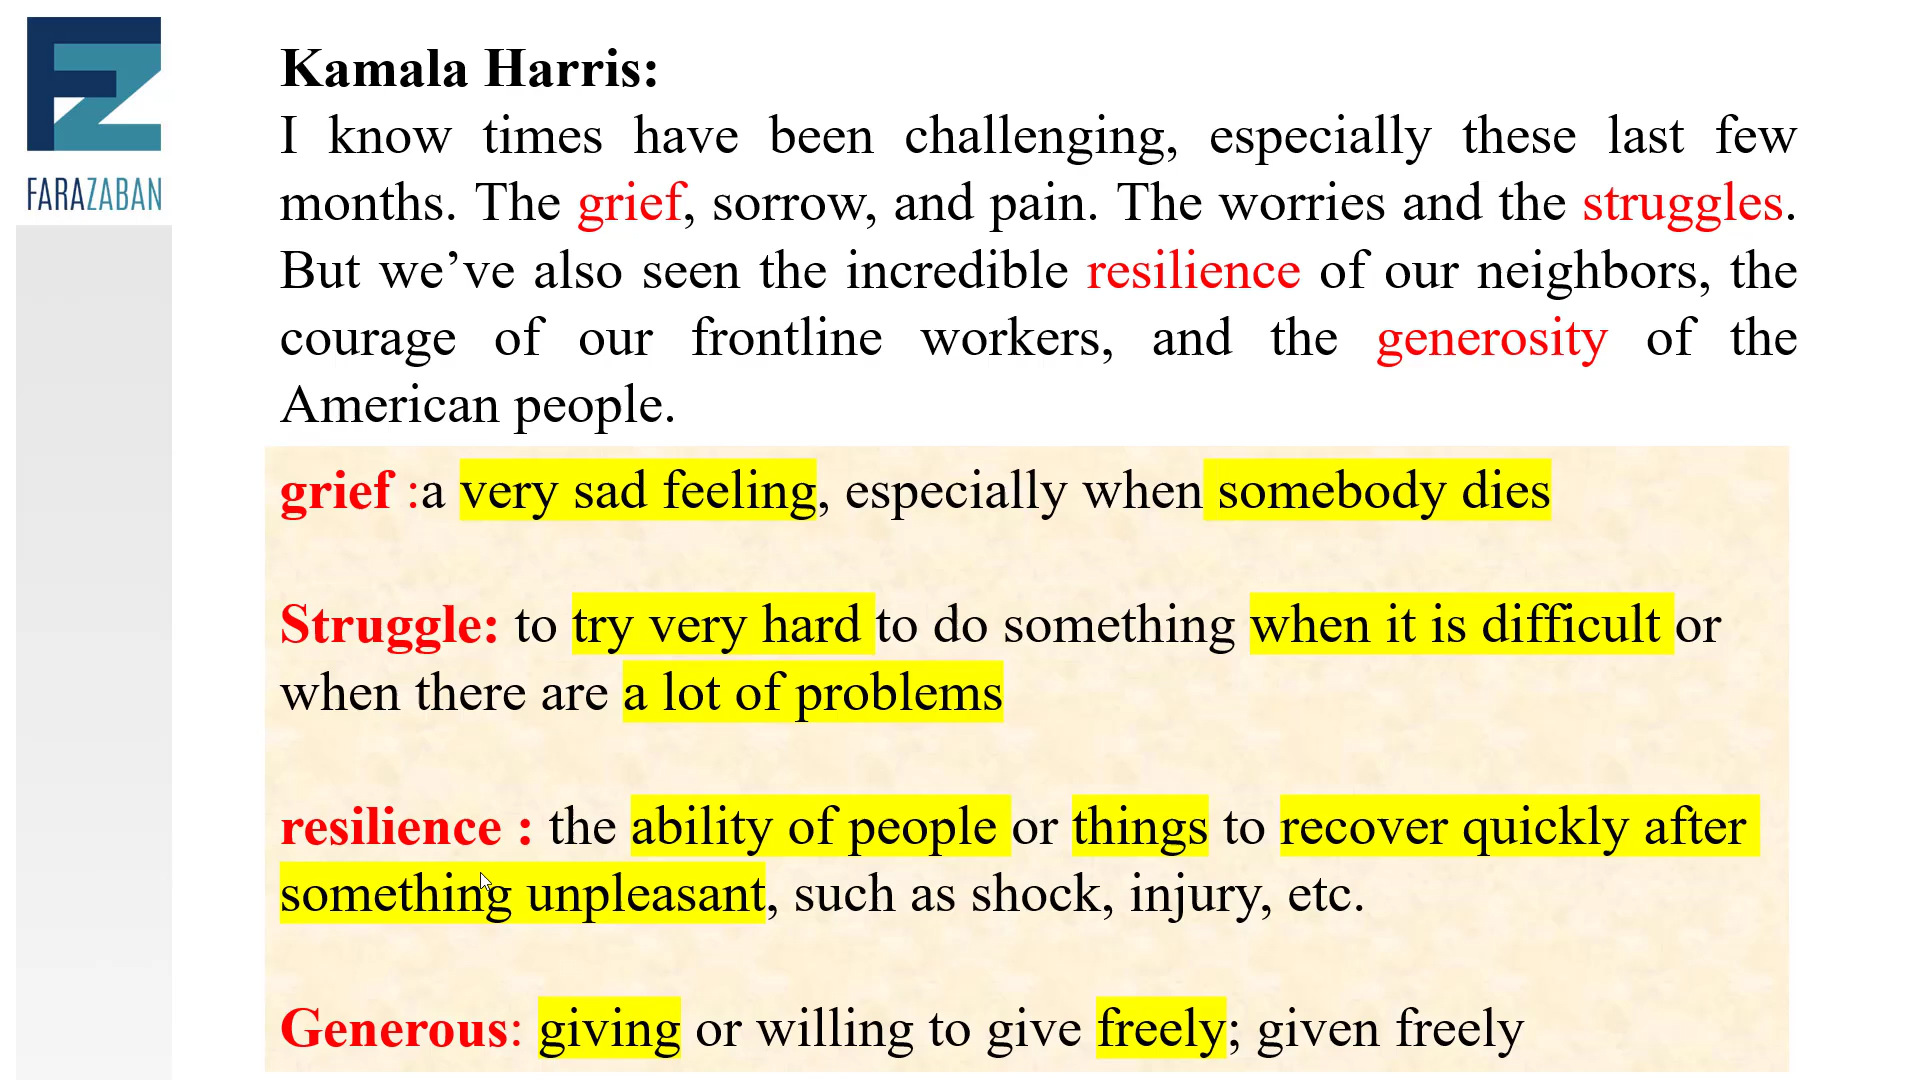 FARAZABAN
Kamala Harris:
I know times have been challenging, especially these last few
months. The grief, sorrow, and pain. The worries and the struggles.
But we’ve also seen the incredible resilience of our neighbors, the
courage of our frontline workers, and the generosity of the
American people.
grief :a very sad feeling, especially when somebody dies
Struggle: to try very hard to do something when it is difficult or
when there are a lot of problems
resilience : the ability of people or things to recover quickly after
something unpleasant, such as shock, injury, etc.
Generous: giving or willing to give freely; given freely